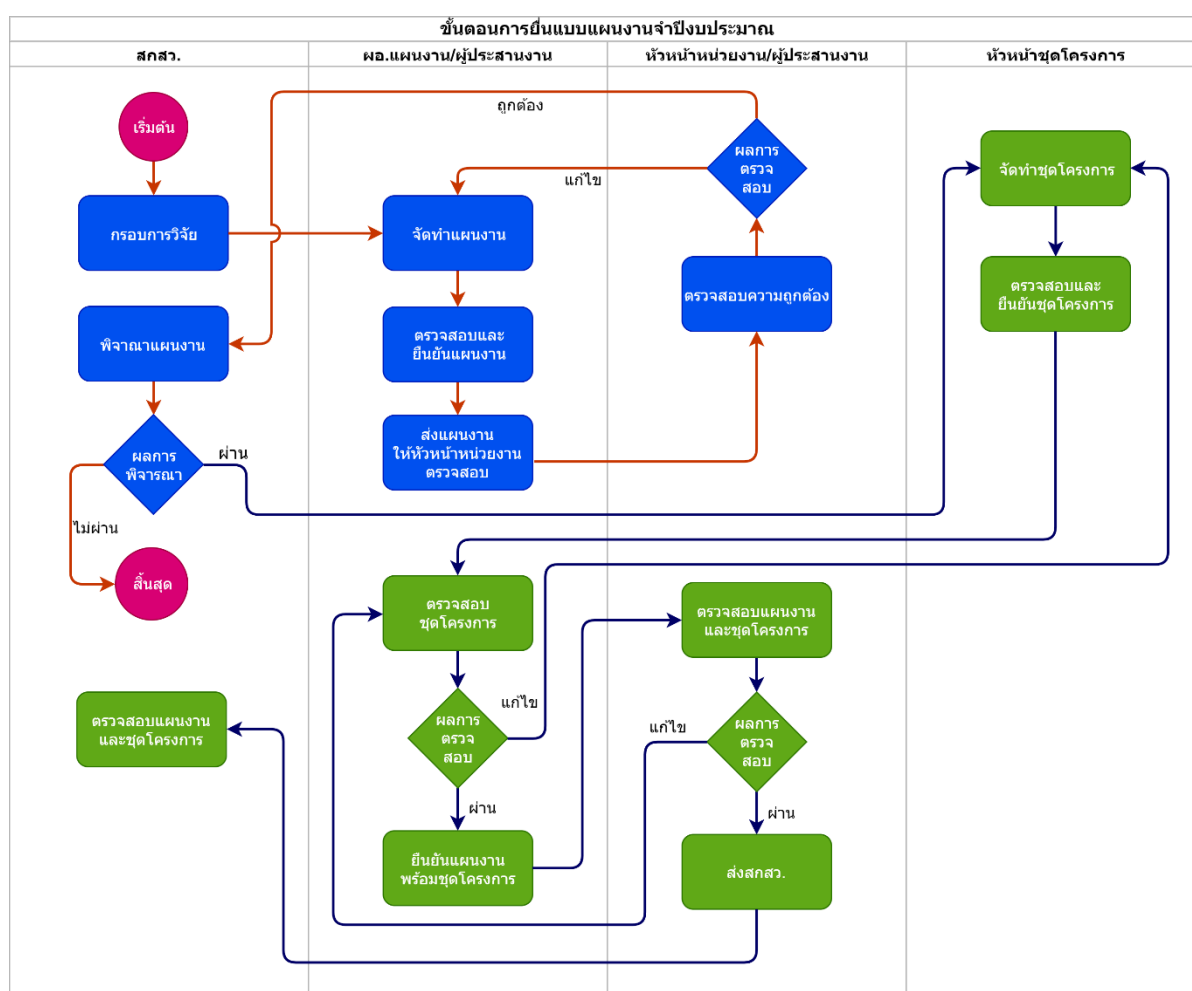 ขั้นตอนการยื่นแบบแผนงานจำปีงบประมาณ
สกสว.
ผอ.แผนงาน/ผู้ประสานงาน
หัวหน้าหน่วยงาน/ผู้ประสานงาน
หัวหน้าชุดโครงการ
ถูกต้อง
เริ่มต้น
ผลการ
ตรวจ
สอบ
แก้ไข
จัดทำชุดโครงการ
กรอบการวิจัย
จัดทำแผนงาน
ตรวจสอบความถูกต้อง
ตรวจสอบและ
ยืนยันชุดโครงการ
พิจาณาแผนงาน
ตรวจสอบและ
ยืนยันแผนงาน
ส่งแผนงาน
ให้หัวหน้าหน่วยงาน
ตรวจสอบ
ผลการ
พิจารณา
ผ่าน
ไม่ผ่าน
สิ้นสุด
ตรวจสอบ
ชุดโครงการ
ตรวจสอบแผนงาน
และชุดโครงการ
แก้ไข
แก้ไข
ตรวจสอบแผนงาน
และชุดโครงการ
ผลการ
ตรวจ
สอบ
ผลการ
ตรวจ
สอบ
ผ่าน
ผ่าน
ยืนยันแผนงาน
พร้อมชุดโครงการ
ส่งสกสว.